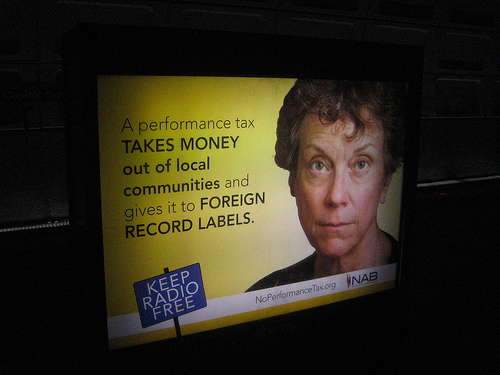 A performance tax
TAKES MONEY
out of local
communities and
gives it to FOREIGN
RECORD LABELS.
KEEP
RADIO
FREE
NoPerformanceTax.org
NAB